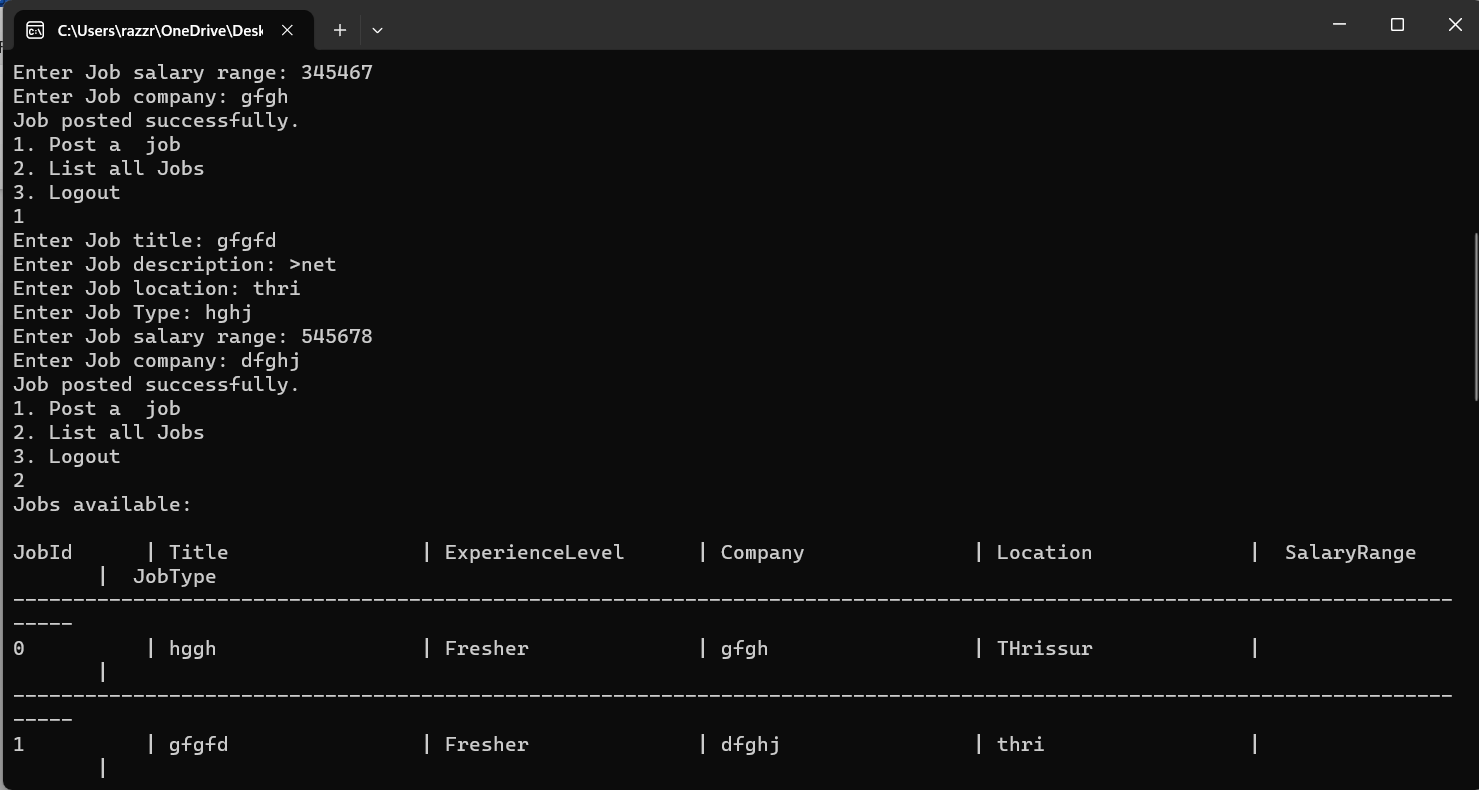 C:\Users\razzr\OneDrive\Desk
Enter Job salary range: 345467
Enter Job company: gfgh
Job posted successfully.
1. Post a  job
2. List all Jobs
3. Logout
1
Enter Job title: gfgfd
Enter Job description: >net
Enter Job location: thri
Enter Job Type: hghj
Enter Job salary range: 545678
Enter Job company: dfghj
Job posted successfully.
1. Post a  job
2. List all Jobs
3. Logout
2
Jobs available:
JobId      | Title                | ExperienceLevel      | Company              | Location             |  SalaryRange
       |  JobType
------------------------------------------------------------------------------------------------------------------------
-----
0          | hggh                 | Fresher              | gfgh                 | THrissur             |
       |
------------------------------------------------------------------------------------------------------------------------
-----
1          | gfgfd                | Fresher              | dfghj                | thri                 |
       |